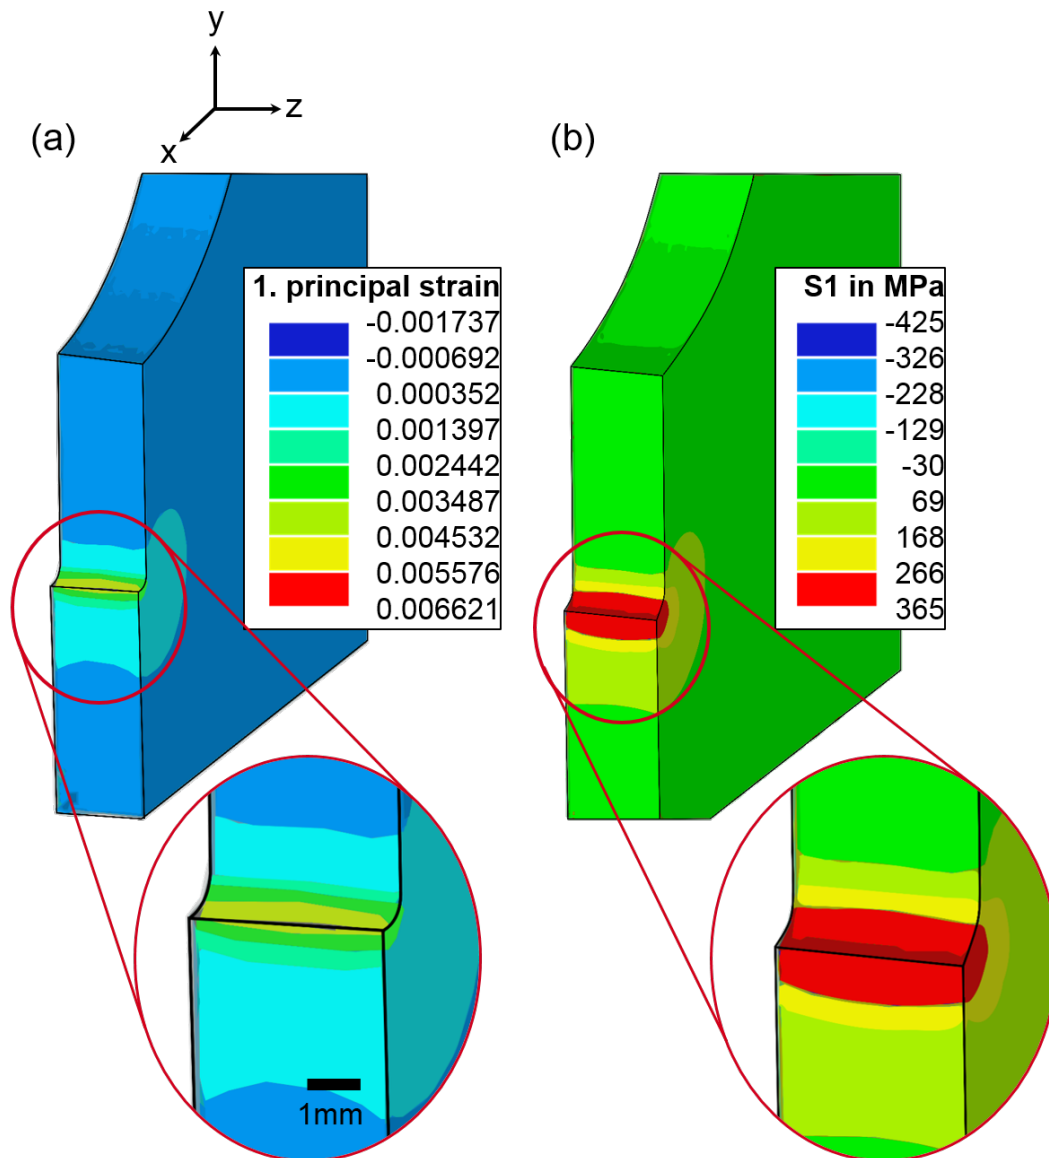 y
z
x
(a)
(b)
1. principal strain
-0.001737
-0.000692
0.000352
0.001397
0.002442
0.003487
0.004532
0.005576
0.006621
S1 in MPa
-425
-326
-228
-129
-30
69
168
266
365
1mm